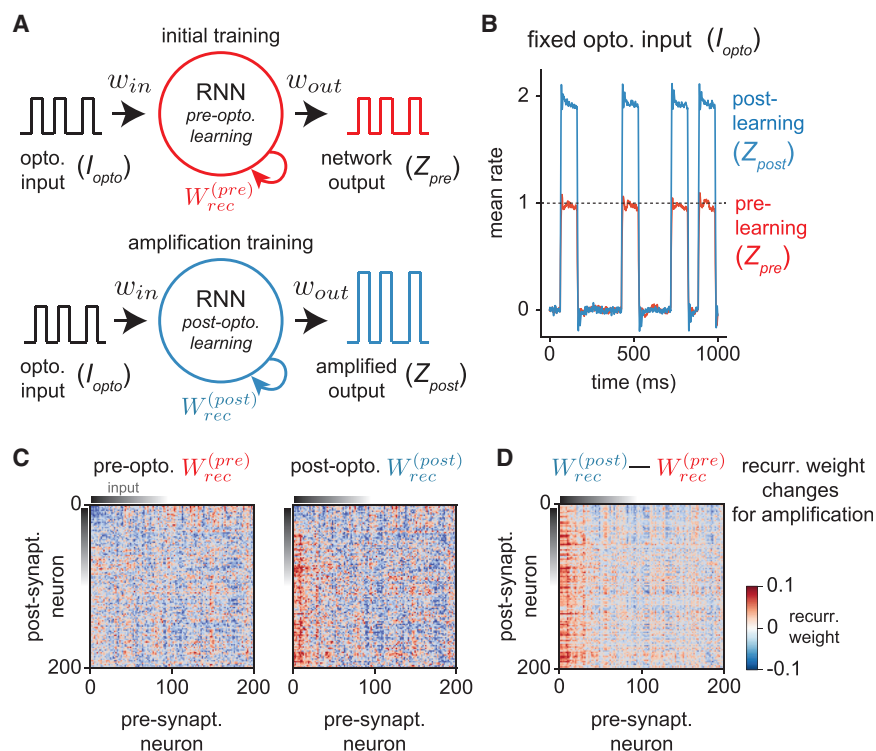 A
initial training
w_in
RNN
pre-opto.
learning
w_out
opto.
input (I_opto)
W_rec^(pre)
network
output (Z_pre)
amplification training
w_in
RNN
post-opto.
learning
w_out
opto.
input (I_opto)
W_rec^(post)
amplified
output (Z_post)
B
fixed opto. input (I_opto)
mean rate
2
1
0
post-
learning
(Z_post)
pre-
learning
(Z_pre)
0 500 1000
time (ms)
C
pre-opto. W_rec^(pre)
input
0
200
post-synapt.
neuron
0 100 200
pre-synapt.
neuron
post-opto. W_rec^(post)
0 100 200
pre-synapt.
neuron
D
W_rec^(post) — W_rec^(pre)
recurr. weight
changes
for amplification
0
200
post-synapt.
neuron
0 100 200
pre-synapt.
neuron
0.1
0
-0.1
recurr.
weight